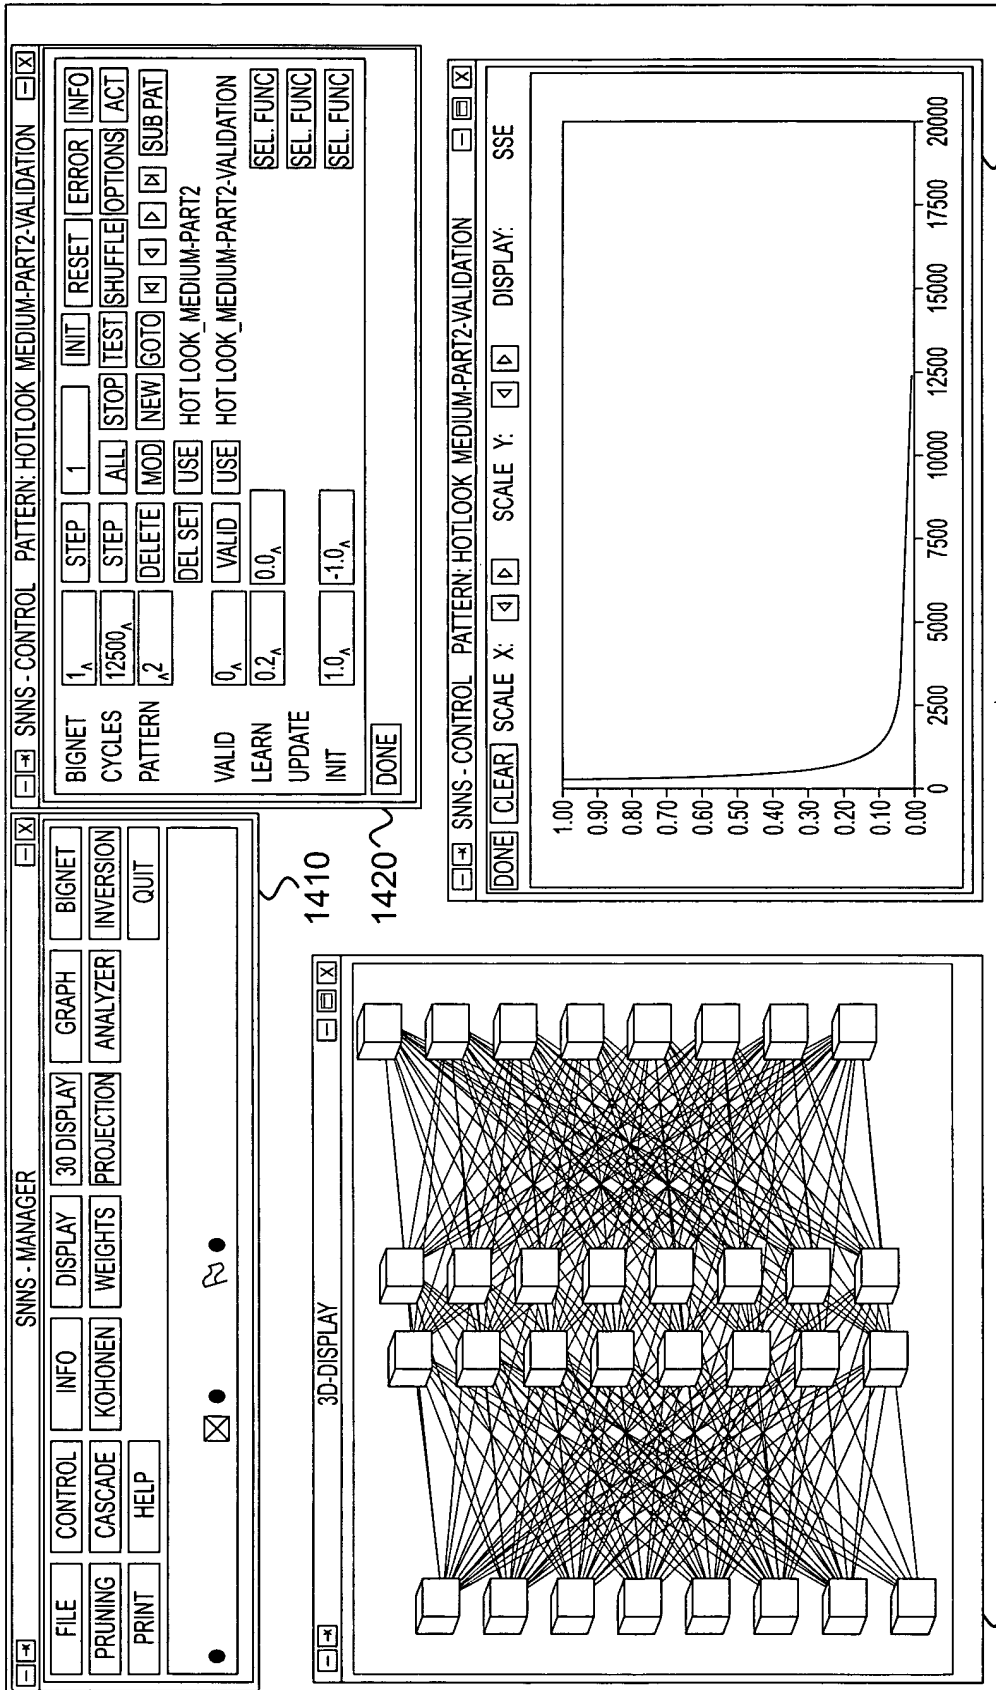 SNNS - MANAGER
FILE CONTROL INFO DISPLAY 30 DISPLAY GRAPH BIGNET
PRUNING CASCADE KOHONEN WEIGHTS PROJECTION ANALYZER INVERSION
PRINT HELP QUIT
1410
SNNS - CONTROL PATTERN: HOTLOOK MEDIUM-PART2-VALIDATION
BIGNET 1 STEP 1 INIT RESET ERROR INFO
CYCLES 12500 STEP ALL STOP TEST SHUFFLE OPTIONS ACT
PATTERN 2 DELETE MOD NEW GOTO SUB PAT
DEL SET USE HOT LOOK_MEDIUM-PART2
VALID 0 VALID USE HOT LOOK_MEDIUM-PART2-VALIDATION
LEARN 0.2 0.0 SEL. FUNC
UPDATE SEL. FUNC
INIT 1.0 -1.0 SEL. FUNC
DONE
1420
3D-DISPLAY
SNNS - CONTROL PATTERN: HOTLOOK MEDIUM-PART2-VALIDATION
DONE CLEAR SCALE X: SCALE Y: DISPLAY: SSE
1.00
0.90
0.80
0.70
0.60
0.50
0.40
0.30
0.20
0.10
0.00
0 2500 5000 7500 10000 12500 15000 17500 20000